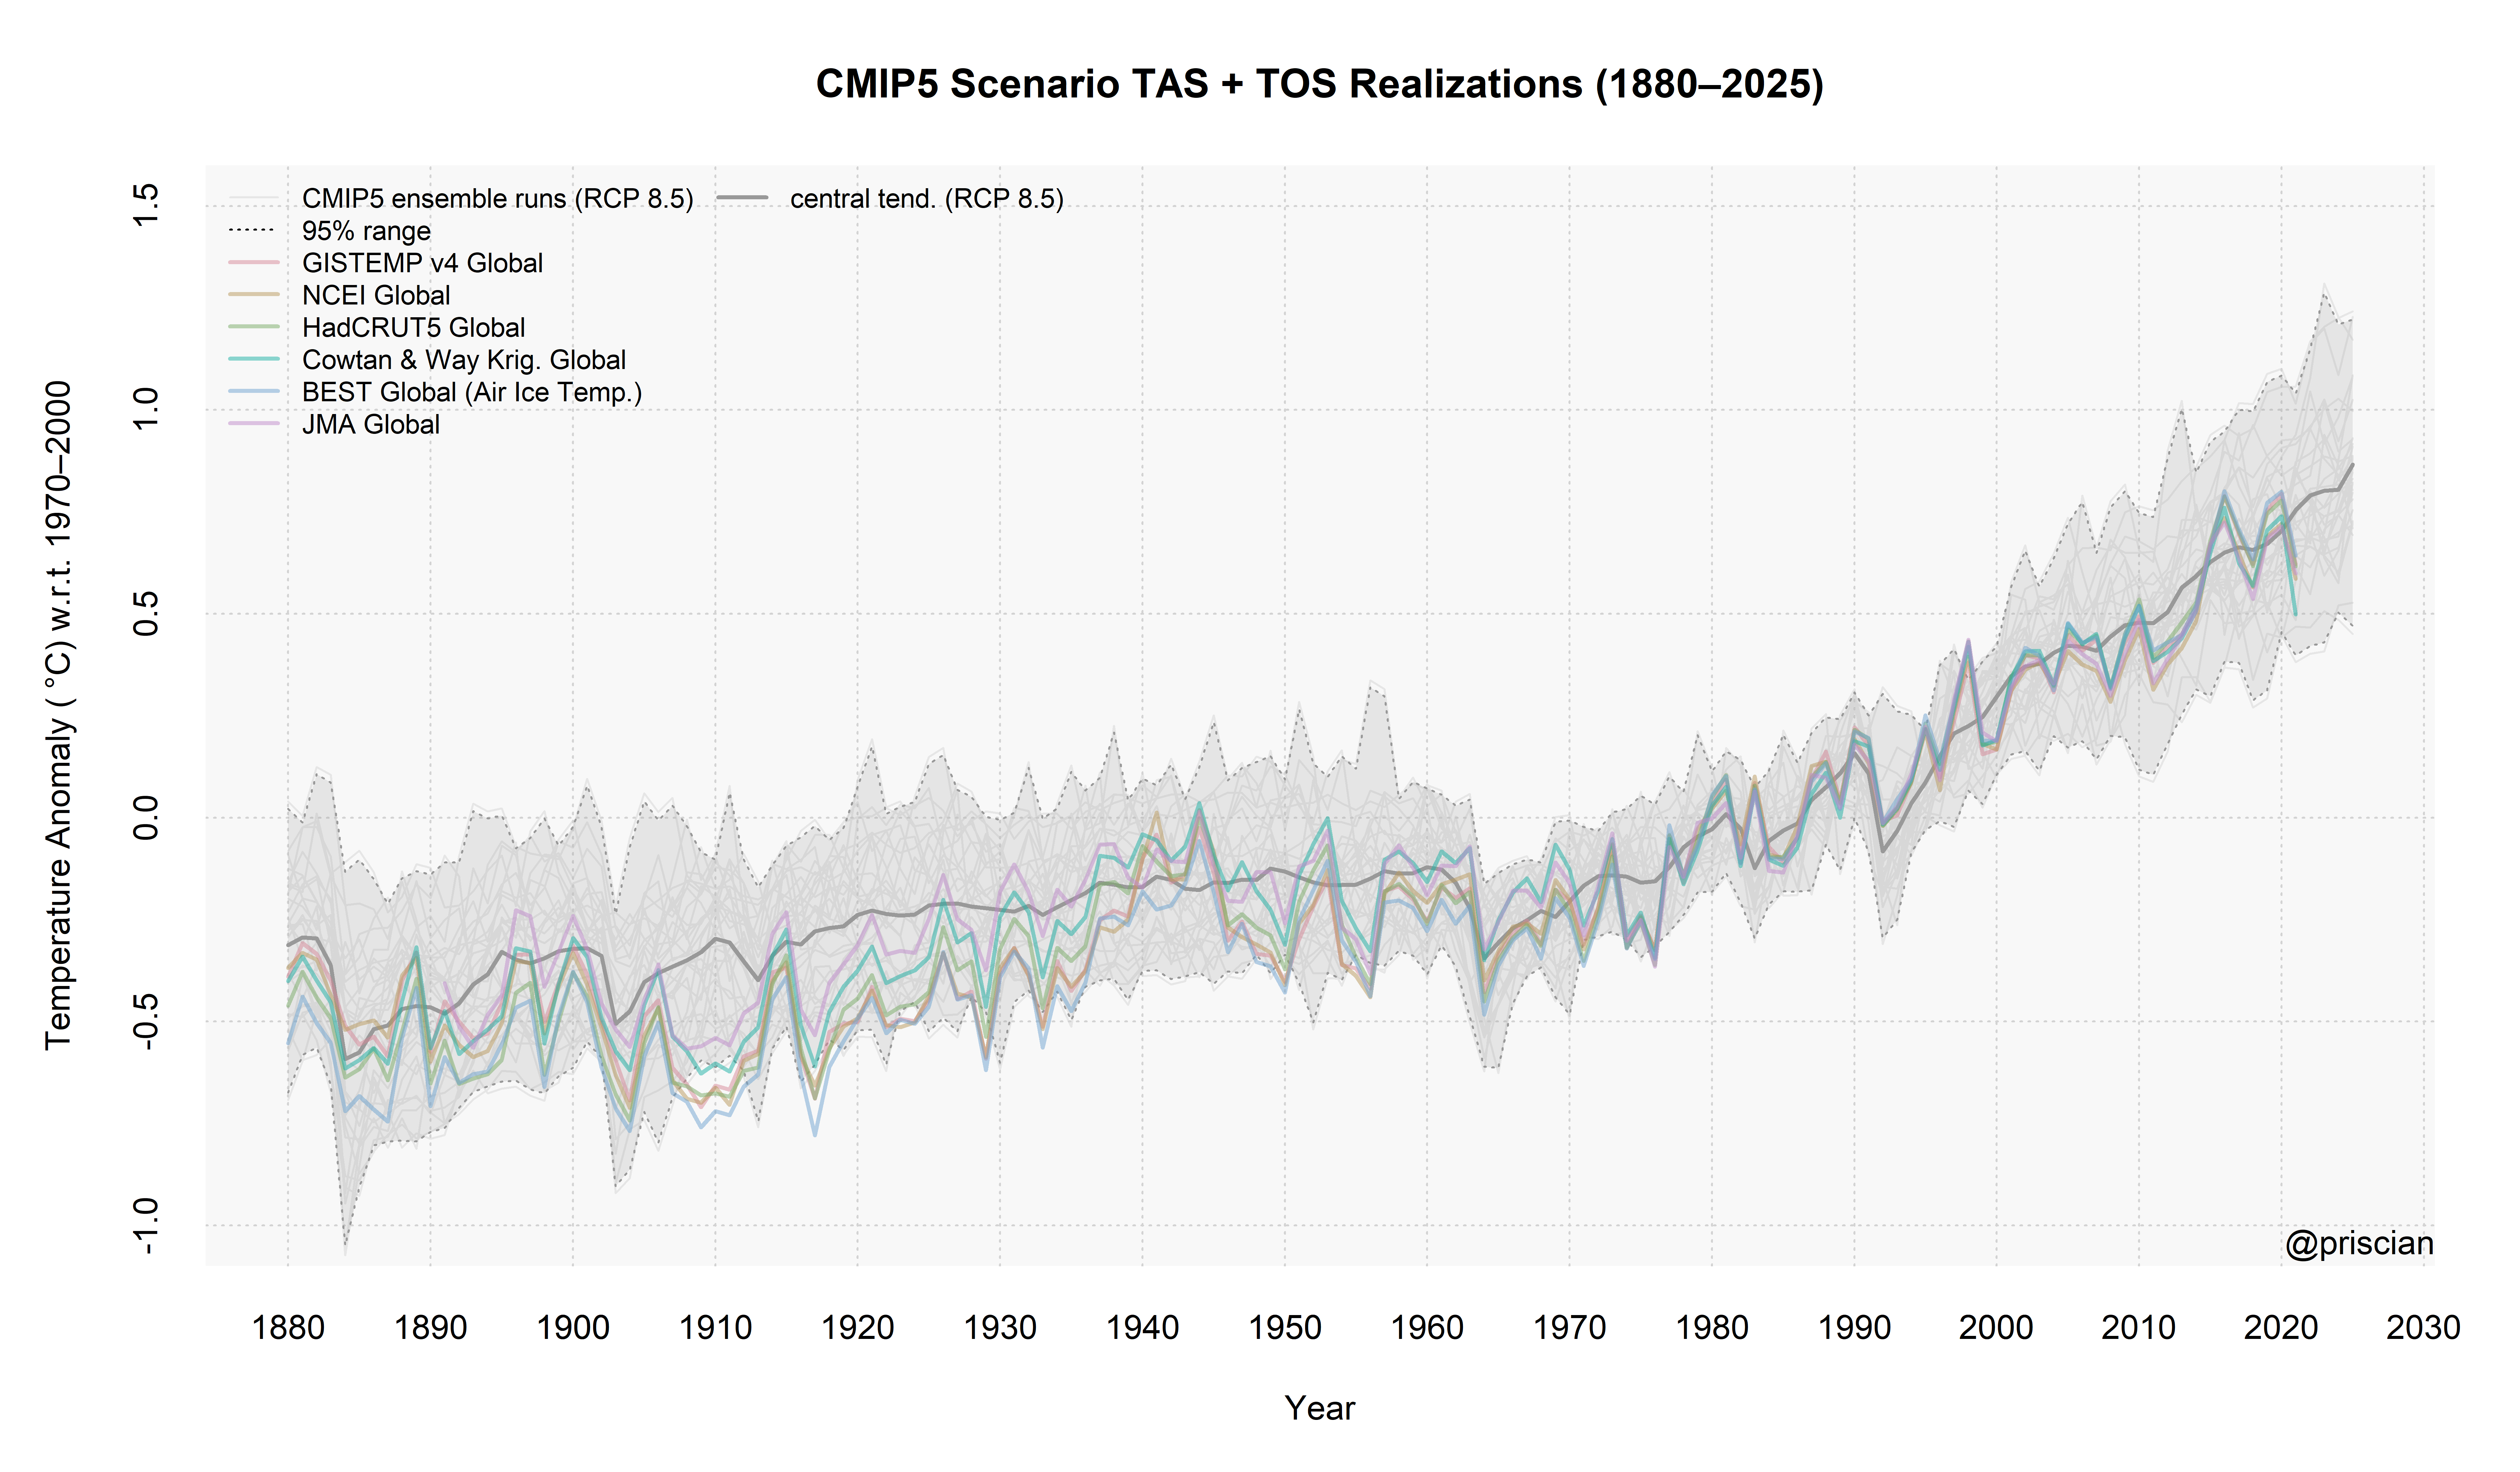 CMIP5 Scenario TAS + TOS Realizations (1880–2025)
CMIP5 ensemble runs (RCP 8.5) central tend. (RCP 8.5)
95% range
GISTEMP v4 Global
NCEI Global
HadCRUT5 Global
Cowtan & Way Krig. Global
BEST Global (Air Ice Temp.)
JMA Global
Temperature Anomaly ( °C) w.r.t. 1970–2000
1.5
1.0
0.5
0.0
-0.5
-1.0
@priscian
1880 1890 1900 1910 1920 1930 1940 1950 1960 1970 1980 1990 2000 2010 2020 2030
Year